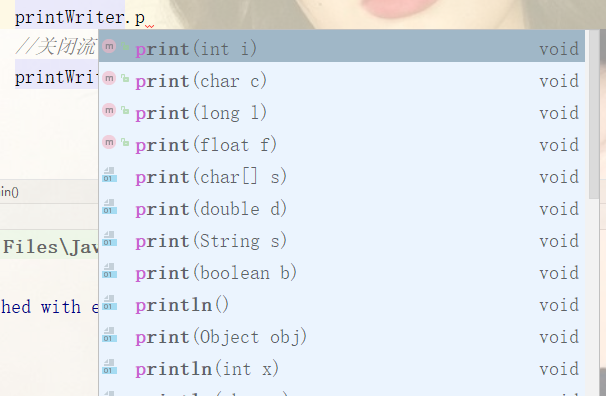 printWriter.p
//关闭流
printWrit
m print(int i) void
m print(char c) void
m print(long l) void
m print(float f) void
01 print(char[] s) void
01 print(double d) void
01 print(String s) void
01 print(boolean b) void
01 println() void
01 print(Object obj) void
01 println(int x) void
in()
Files\Jav
hed with e